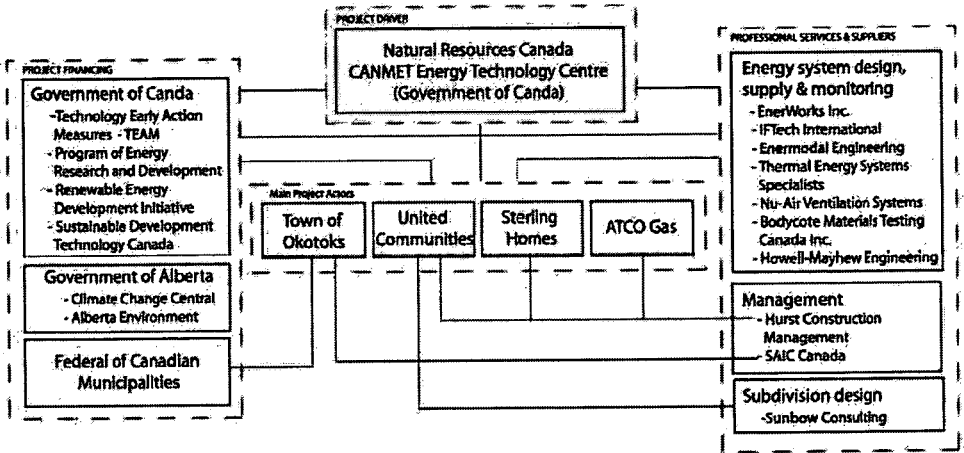 PROJECT DRIVER
Natural Resources Canada
CANMET Energy Technology Centre
(Government of Canda)
PROJECT FINANCING
Government of Canda
-Technology Early Action
Measures - TEAM
- Program of Energy
Research and Development
- Renewable Energy
Development Initiative
- Sustainable Development
Technology Canada
Government of Alberta
- Climate Change Central
- Alberta Environment
Federal of Canadian
Municipalities
Main Project Actors
Town of
Okotoks
United
Communities
Sterling
Homes
ATCO Gas
PROFESSIONAL SERVICES & SUPPLIERS
Energy system design,
supply & monitoring
- EnerWorks Inc.
- IFTech International
- Enermodal Engineering
- Thermal Energy Systems
Specialists
- Nu-Air Ventilation Systems
- Bodycote Materials Testing
Canada Inc.
- Howell-Mayhew Engineering
Management
- Hurst Construction
Management
- SAIC Canada
Subdivision design
-Sunbow Consulting